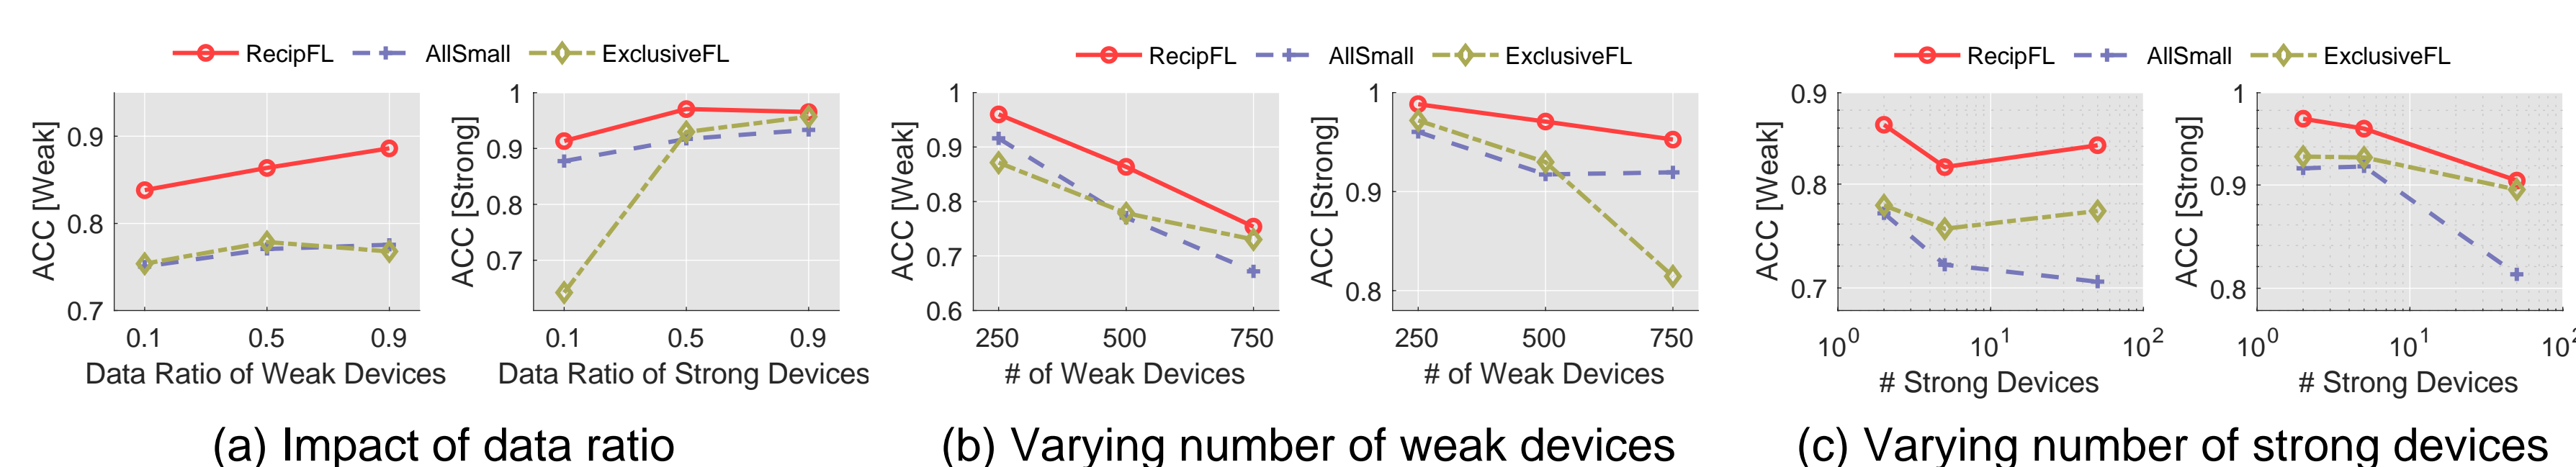 RecipFL AllSmall ExclusiveFL
ACC [Weak]
0.9
0.8
0.7
0.1 0.5 0.9
Data Ratio of Weak Devices
ACC [Strong]
1
0.9
0.8
0.7
0.1 0.5 0.9
Data Ratio of Strong Devices
(a) Impact of data ratio
RecipFL AllSmall ExclusiveFL
ACC [Weak]
1
0.9
0.8
0.7
0.6
250 500 750
# of Weak Devices
ACC [Strong]
1
0.9
0.8
250 500 750
# of Weak Devices
(b) Varying number of weak devices
RecipFL AllSmall ExclusiveFL
ACC [Weak]
0.9
0.8
0.7
10^0 10^1 10^2
# Strong Devices
ACC [Strong]
1
0.9
0.8
10^0 10^1 10^2
# Strong Devices
(c) Varying number of strong devices